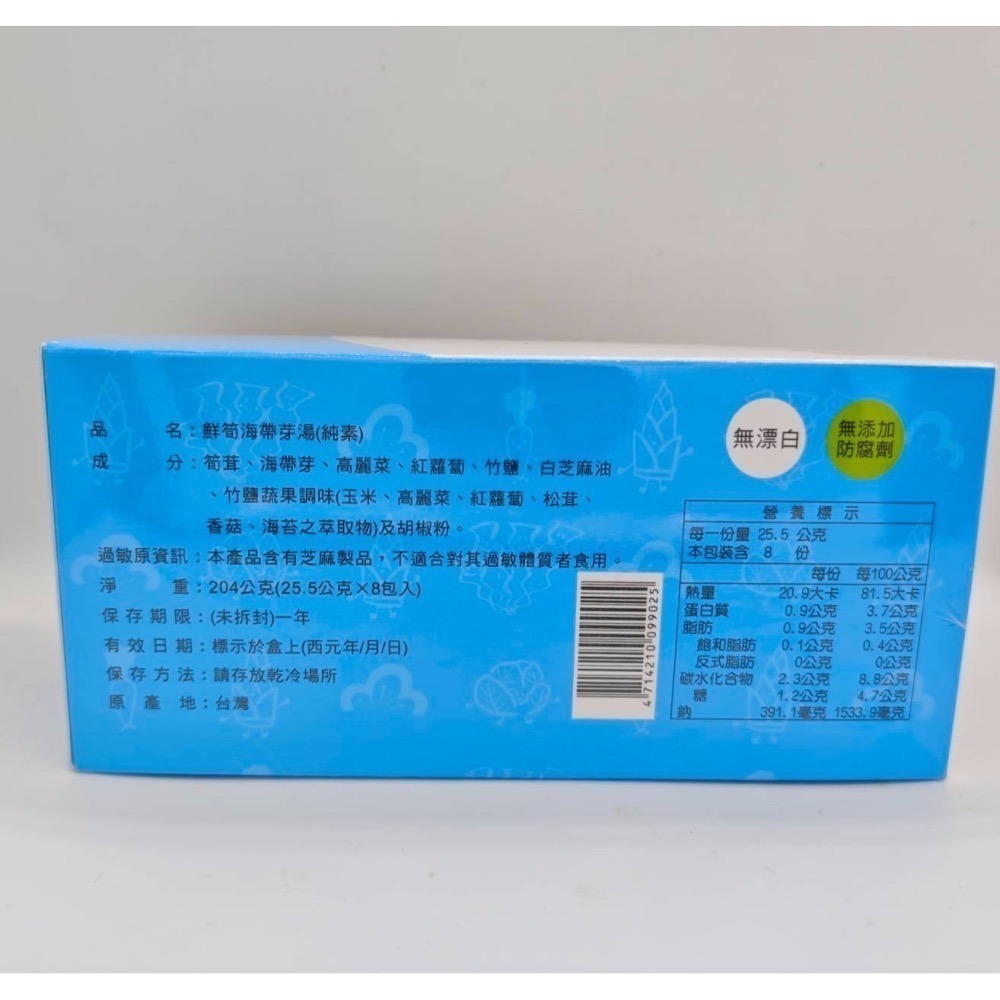 品 名：鮮筍海帶芽湯(純素)
成 分：筍茸、海帶芽、高麗菜、紅蘿蔔、竹鹽、白芝麻油
、竹鹽蔬果調味(玉米、高麗菜、紅蘿蔔、松茸、
香菇、海苔之萃取物)及胡椒粉。
過敏原資訊：本產品含有芝麻製品，不適合對其過敏體質者食用。
淨 重：204公克(25.5公克×8包入)
保存期限：(未拆封)一年
有效日期：標示於盒上(西元年/月/日)
保存方法：請存放乾冷場所
原產地：台灣
4 714210 099025
無漂白
無添加
防腐劑
營養標示
每一份量 25.5 公克
本包裝含 8 份
每份 每100公克
熱量 20.9大卡 81.5大卡
蛋白質 0.9公克 3.7公克
脂肪 0.9公克 3.5公克
飽和脂肪 0.1公克 0.4公克
反式脂肪 0公克 0公克
碳水化合物 2.3公克 8.8公克
糖 1.2公克 4.7公克
鈉 391.1毫克 1533.9毫克